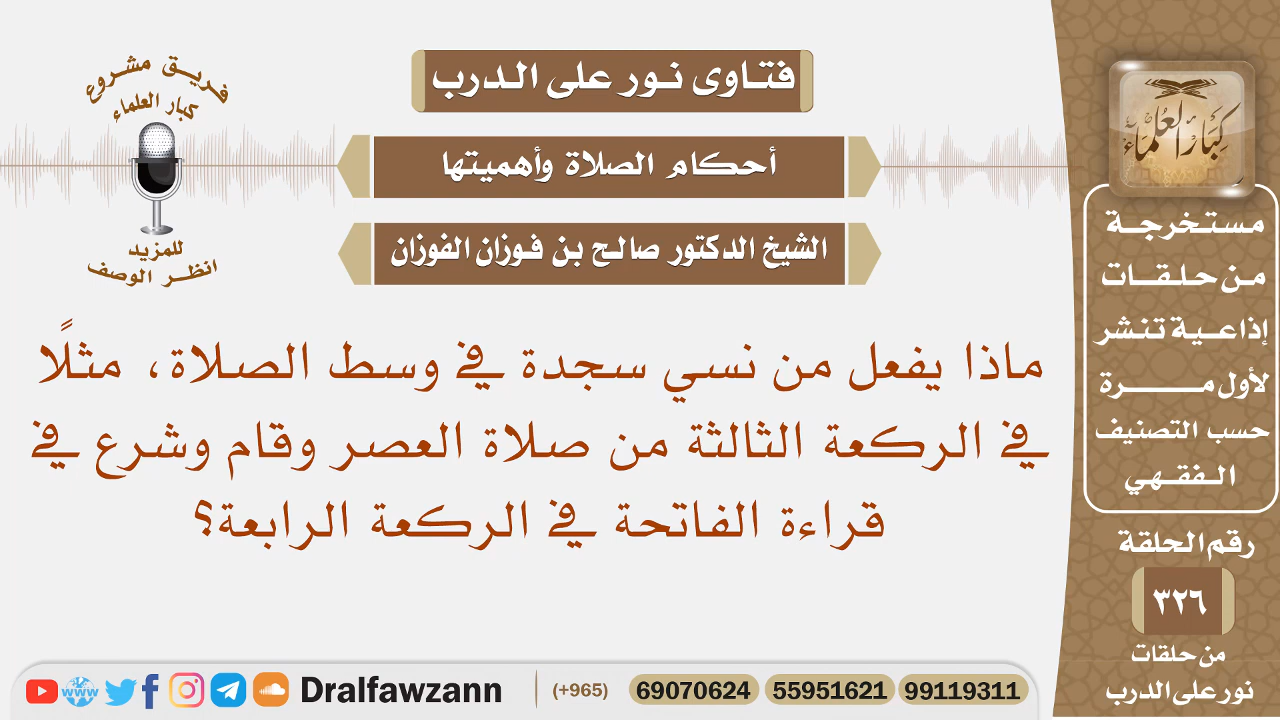 فتاوى نور على الدرب
أحكام الصلاة وأهميتها
الشيخ الدكتور صالح بن فوزان الفوزان
فريق مشروع
كبار العلماء
للمزيد
انظر الوصف
ماذا يفعل من نسي سجدة في وسط الصلاة، مثلًا
في الركعة الثالثة من صلاة العصر وقام وشرع في
قراءة الفاتحة في الركعة الرابعة؟
كبار العلماء
مستخرجة
من حلقات
إذاعية تنشر
لأول مرة
حسب التصنيف
الفقهي
رقم الحلقة
٣٢٦
من حلقات
نور على الدرب
www
Dralfawzann
(+965)
69070624
55951621
99119311